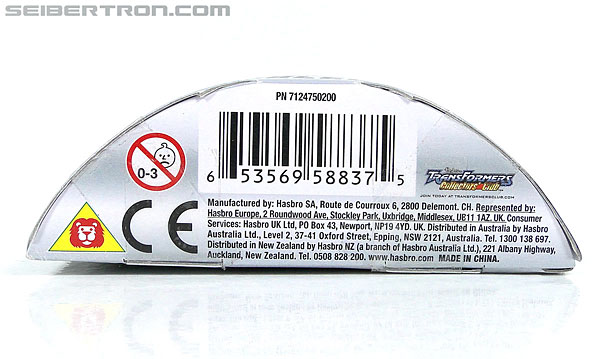 SEIBERTRON.COM
PN 7124750200
6 53569 58837 5
0-3
TRANSFORMERS
Collectors' Club
JOIN TODAY AT TRANSFORMERSCLUB.COM
CE
Manufactured by: Hasbro SA, Route de Courroux 6, 2800 Delemont. CH. Represented by:
Hasbro Europe, 2 Roundwood Ave, Stockley Park, Uxbridge, Middlesex, UB11 1AZ. UK. Consumer
Services: Hasbro UK Ltd, PO Box 43, Newport, NP19 4YD. UK. Distributed in Australia by Hasbro
Australia Ltd., Level 2, 37-41 Oxford Street, Epping, NSW 2121, Australia. Tel. 1300 138 697.
Distributed in New Zealand by Hasbro NZ (a branch of Hasbro Australia Ltd.), 221 Albany Highway,
Auckland, New Zealand. Tel. 0508 828 200. www.hasbro.com MADE IN CHINA.